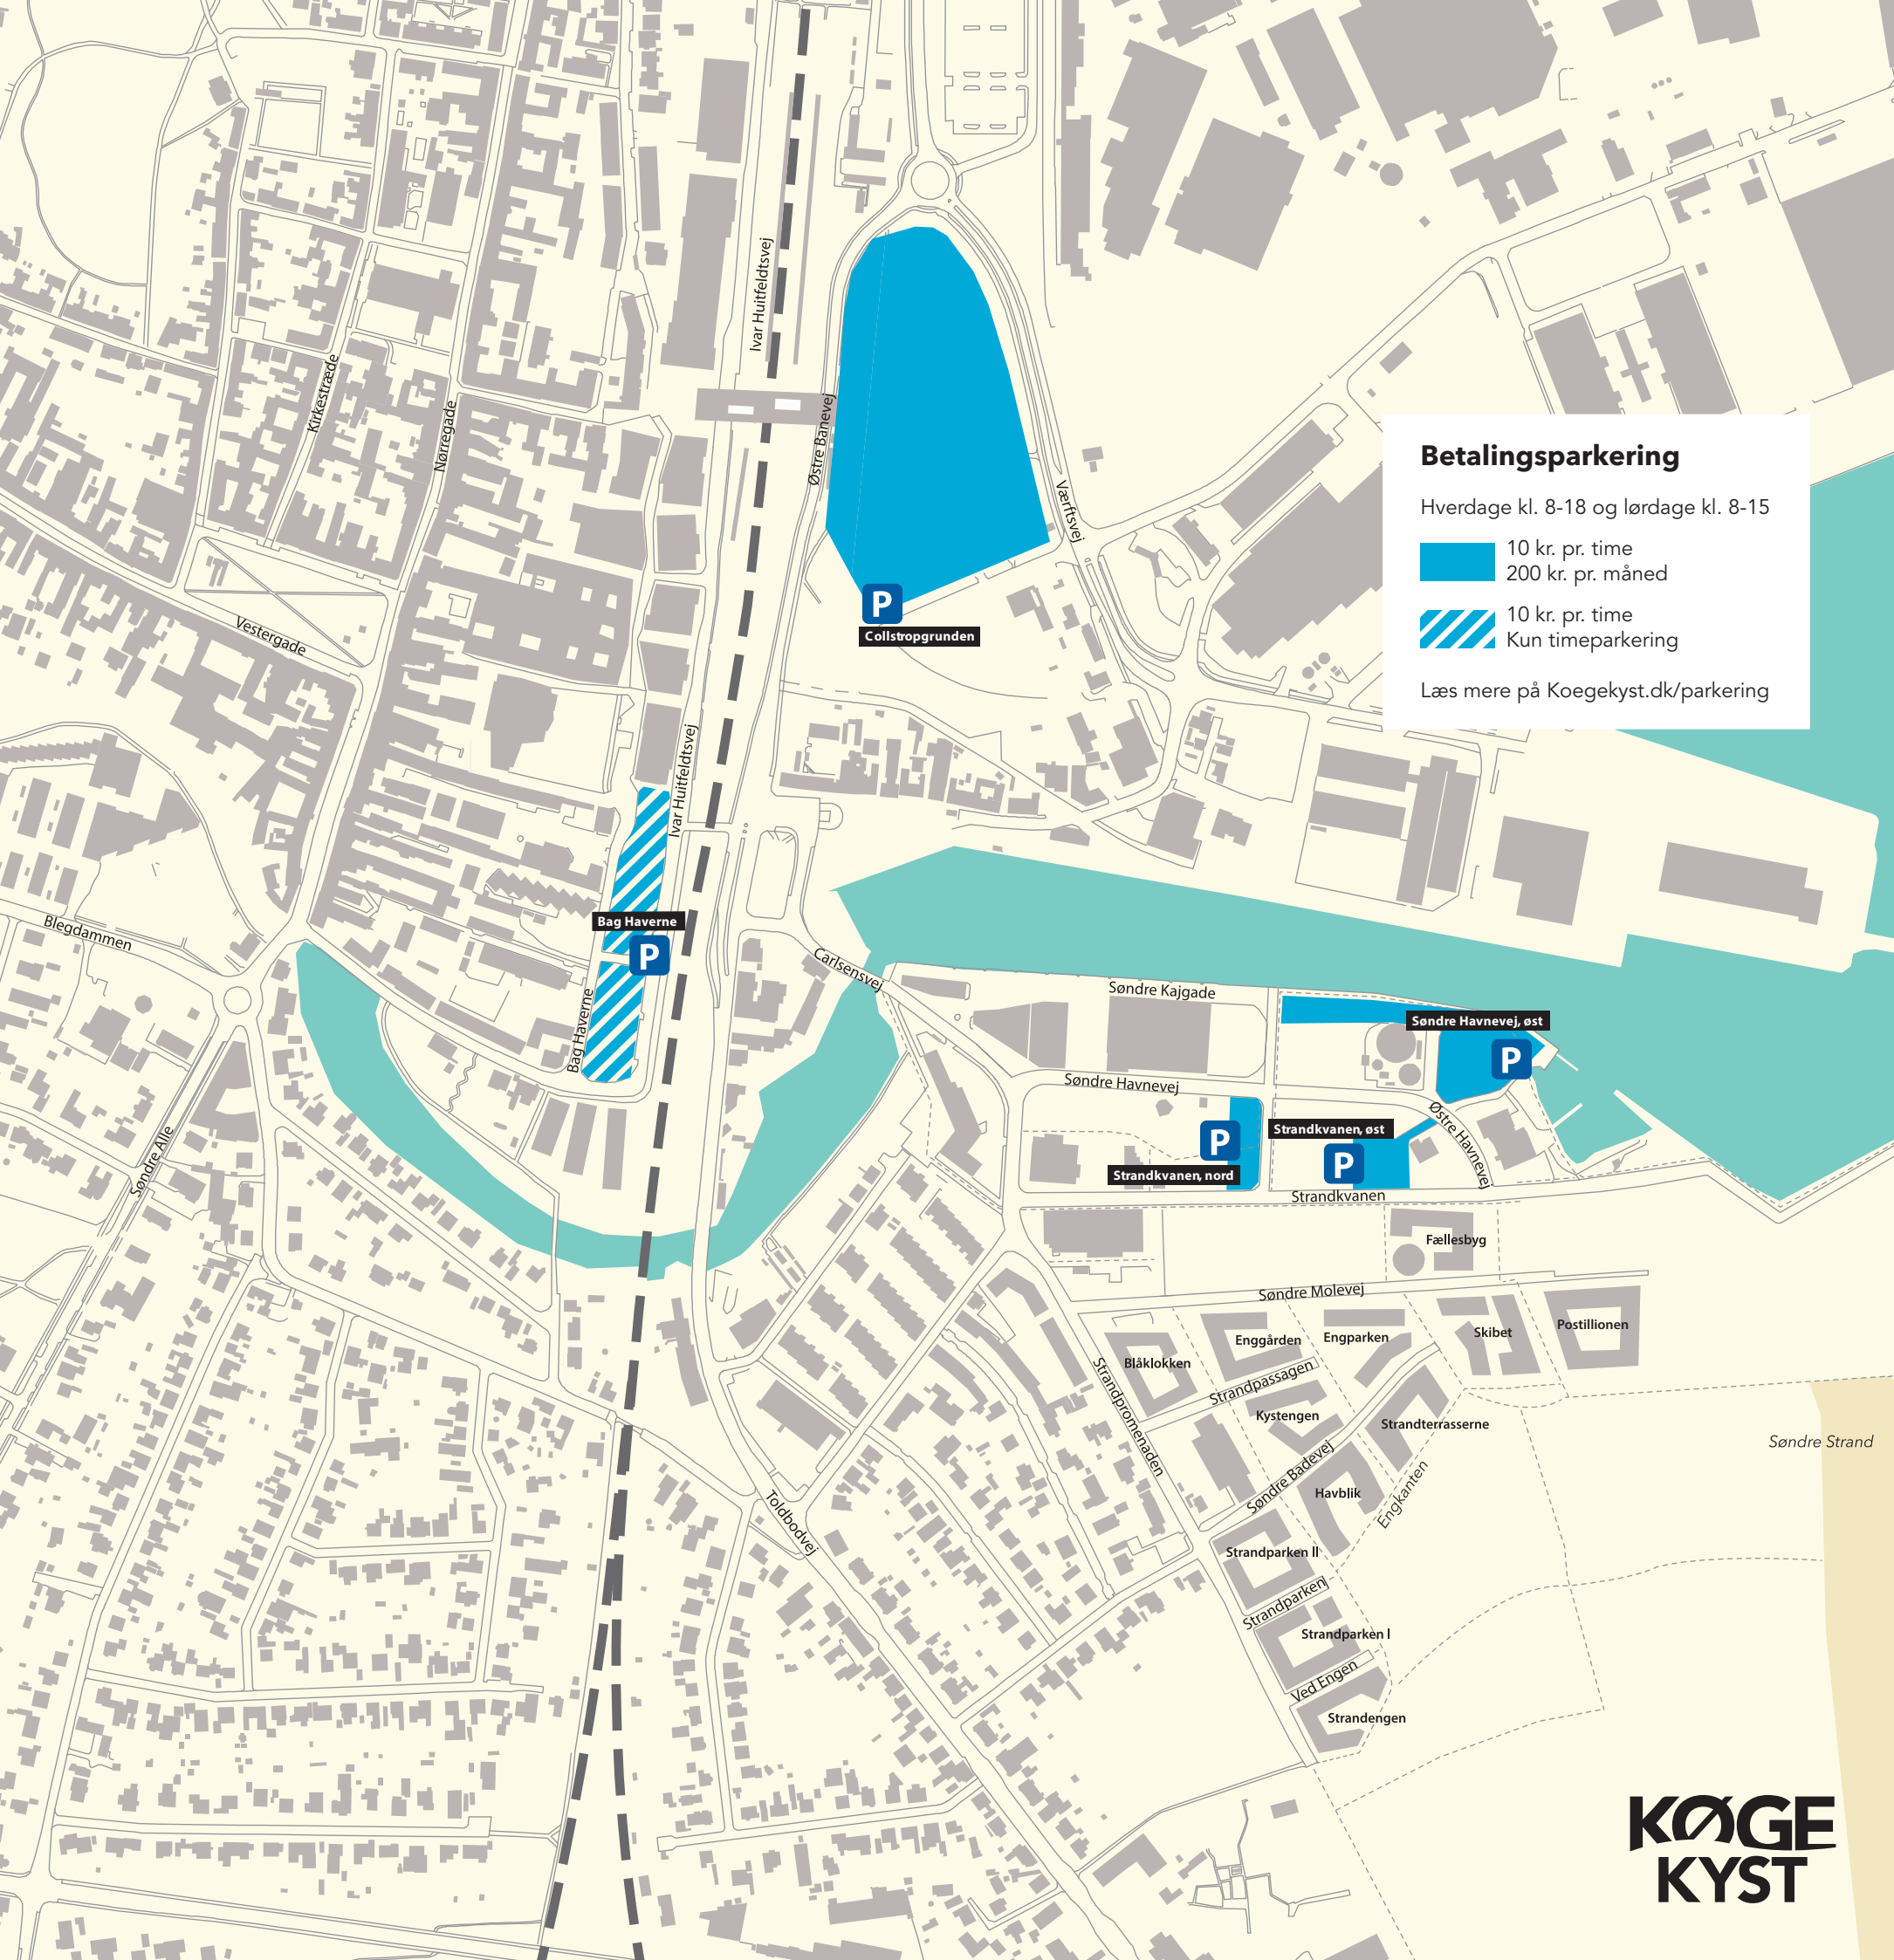 Ivar Huitfeldtsvej
Kirkestræde
Nørregade
Østre Banevej
Værftsvej
Betalingsparkering
Hverdage kl. 8-18 og lørdage kl. 8-15
10 kr. pr. time
200 kr. pr. måned
10 kr. pr. time
Kun timeparkering
Læs mere på Koegekyst.dk/parkering
P
Collstropgrunden
Vestergade
Ivar Huitfeldtsvej
Blegdammen
Bag Haverne
P
Bag Haverne
Carlsensvej
Søndre Kajgade
Søndre Havnevej, øst
P
Søndre Havnevej
Østre Havnevej
Strandkvanen, øst
P
P
Strandkvanen, nord
Strandkvanen
Søndre Alle
Fællesbyg
Søndre Molevej
Postillionen
Skibet
Engparken
Enggården
Blåklokken
Strandpassagen
Strandpromenaden
Kystengen
Strandterrasserne
Søndre Strand
Søndre Badevej
Havblik
Engkanten
Toldbodvej
Strandparken II
Strandparken
Strandparken I
Ved Engen
Strandengen
KØGE
KYST